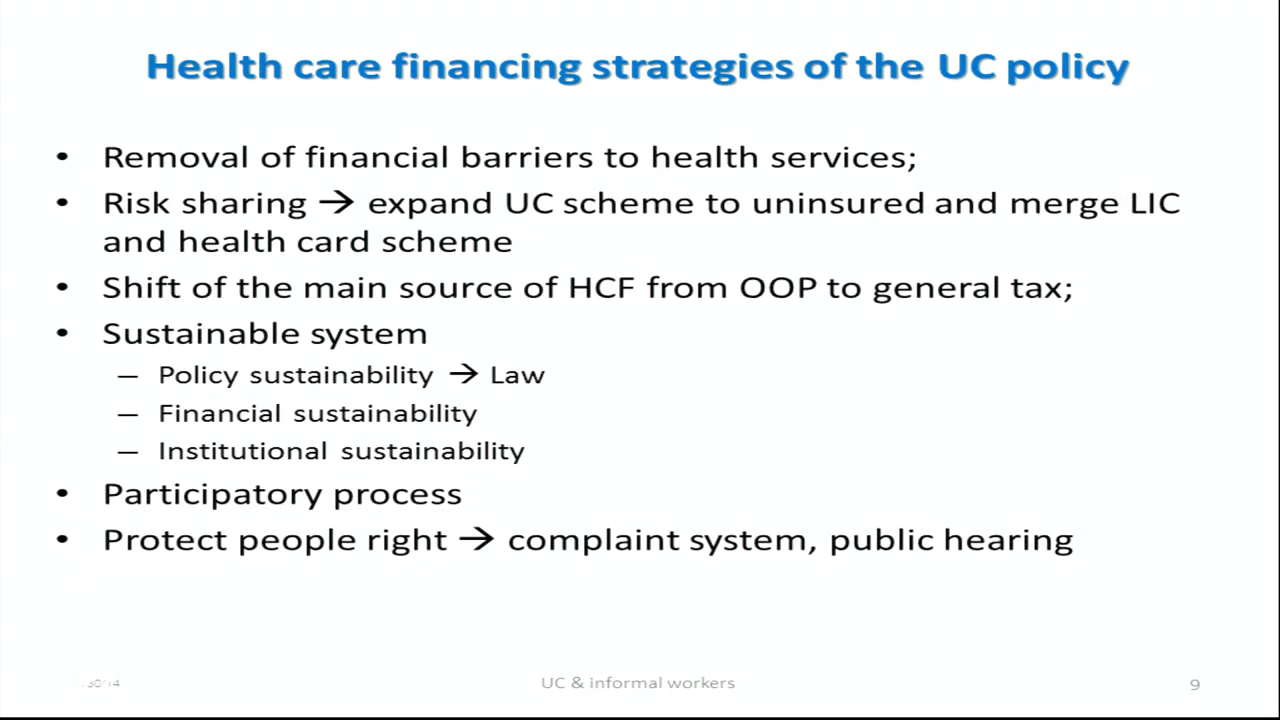 Health care financing strategies of the UC policy
• Removal of financial barriers to health services;
• Risk sharing → expand UC scheme to uninsured and merge LIC
and health card scheme
• Shift of the main source of HCF from OOP to general tax;
• Sustainable system
– Policy sustainability → Law
– Financial sustainability
– Institutional sustainability
• Participatory process
• Protect people right → complaint system, public hearing
UC & informal workers
9